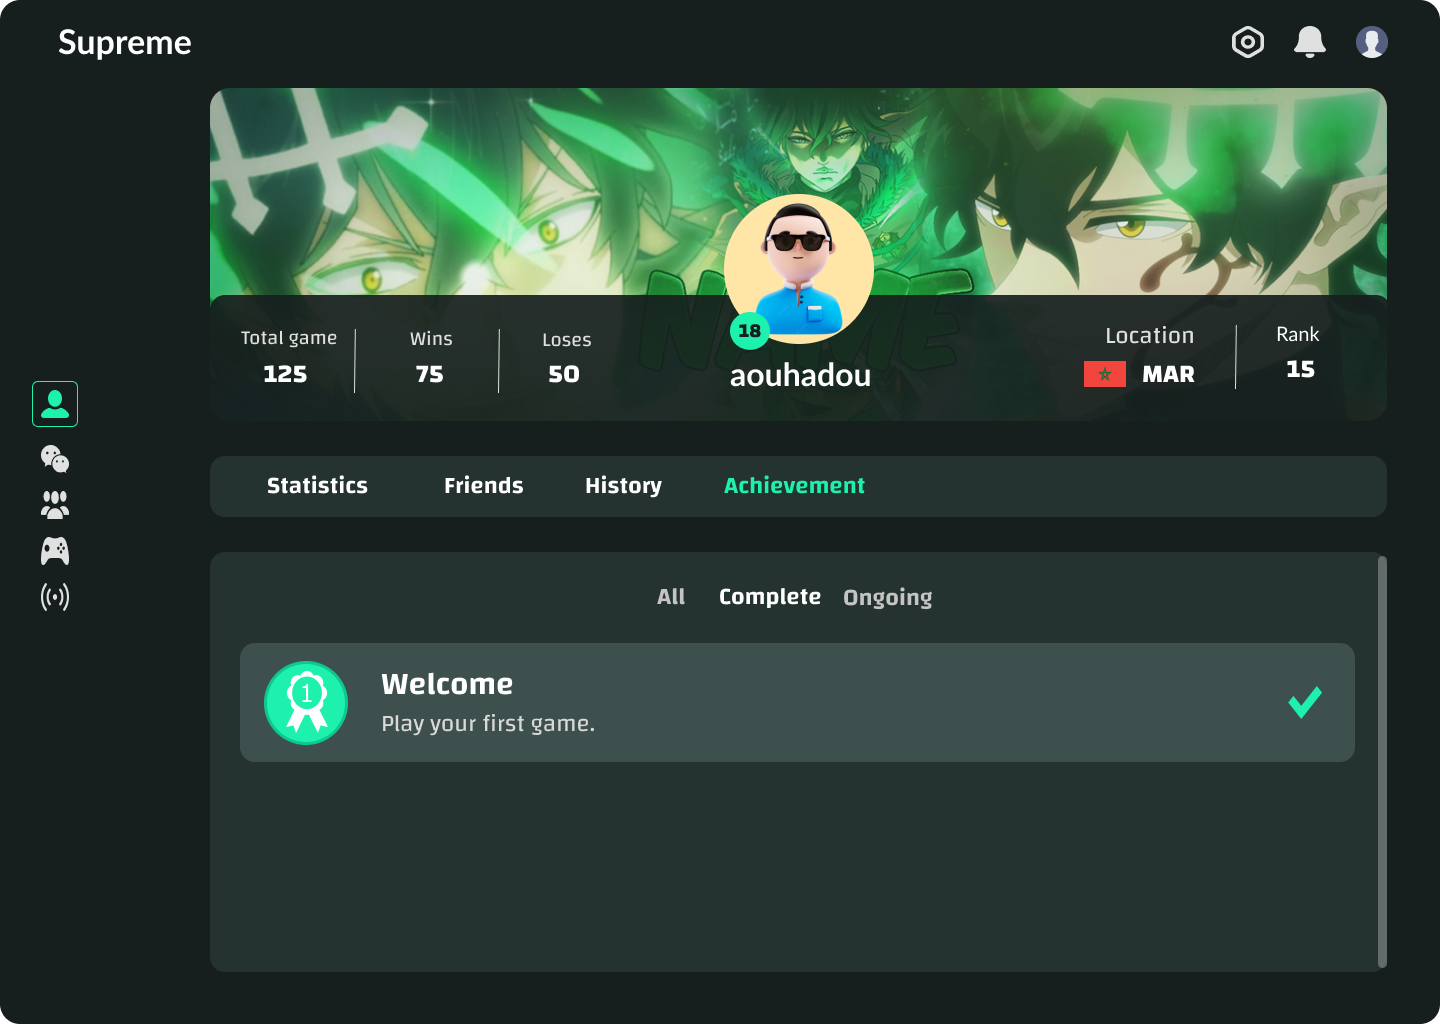 Supreme
NAME
Total game
125
Wins
75
Loses
50
18
aouhadou
Location
MAR
Rank
15
Statistics
Friends
History
Achievement
All
Complete
Ongoing
1
Welcome
Play your first game.